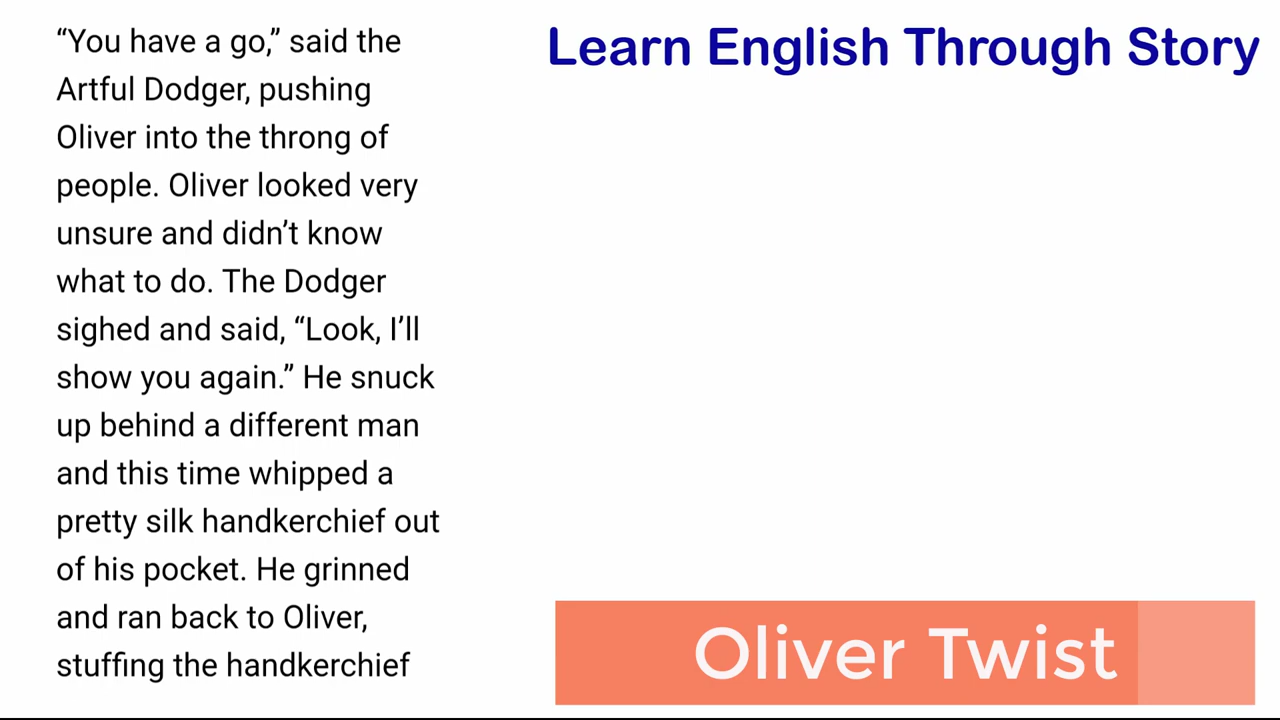 “You have a go,” said the
Artful Dodger, pushing
Oliver into the throng of
people. Oliver looked very
unsure and didn’t know
what to do. The Dodger
sighed and said, “Look, I’ll
show you again.” He snuck
up behind a different man
and this time whipped a
pretty silk handkerchief out
of his pocket. He grinned
and ran back to Oliver,
stuffing the handkerchief
Learn English Through Story
Oliver Twist